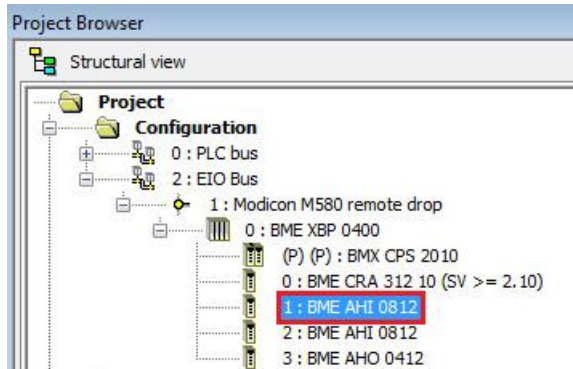 Project Browser
Structural view
Project
Configuration
0 : PLC bus
2 : EIO Bus
1 : Modicon M580 remote drop
0 : BME XBP 0400
(P) (P) : BMX CPS 2010
0 : BME CRA 312 10 (SV >= 2.10)
1 : BME AHI 0812
2 : BME AHI 0812
3 : BME AHO 0412